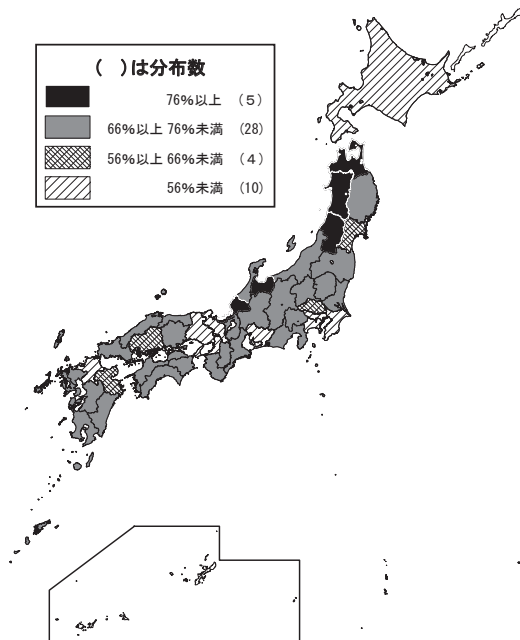 (　)は分布数
76%以上 (5)
66%以上 76%未満 (28)
56%以上 66%未満 (4)
56%未満 (10)